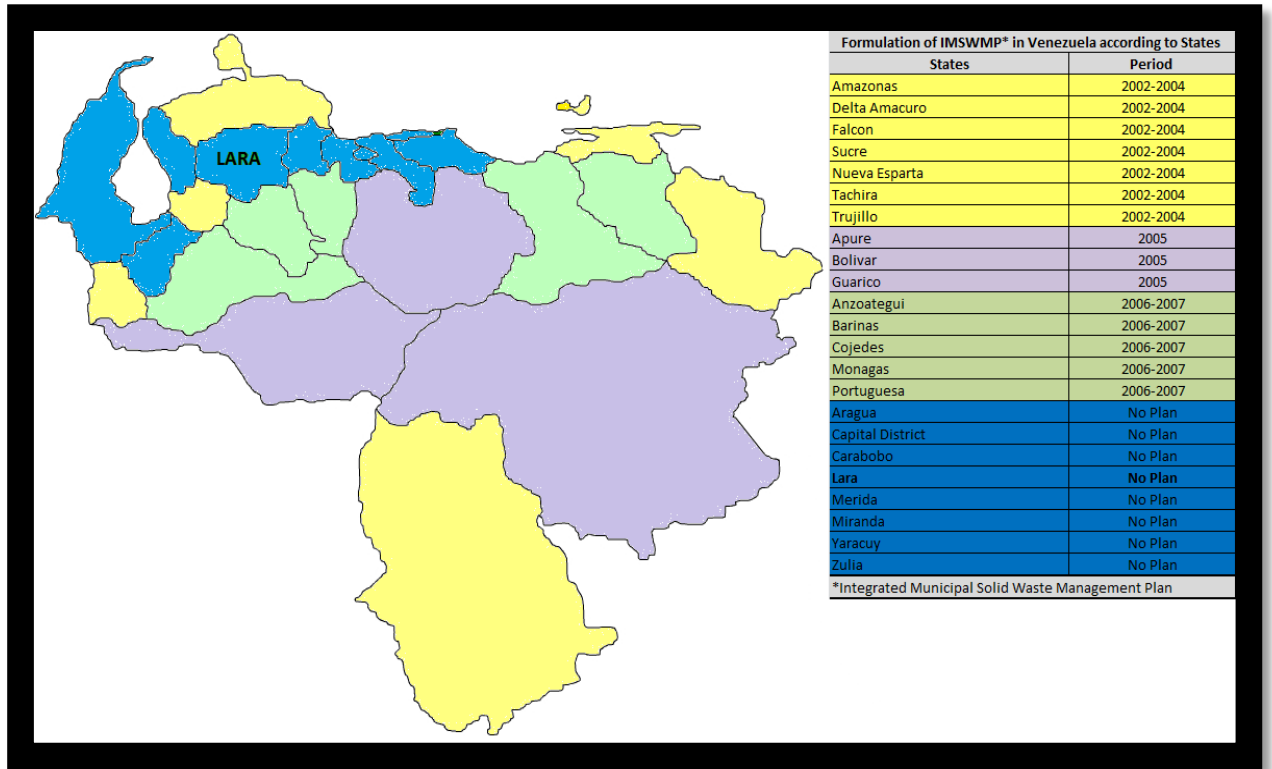 LARA
Formulation of IMSWMP* in Venezuela according to States
States Period
Amazonas 2002-2004
Delta Amacuro 2002-2004
Falcon 2002-2004
Sucre 2002-2004
Nueva Esparta 2002-2004
Tachira 2002-2004
Trujillo 2002-2004
Apure 2005
Bolivar 2005
Guarico 2005
Anzoategui 2006-2007
Barinas 2006-2007
Cojedes 2006-2007
Monagas 2006-2007
Portuguesa 2006-2007
Aragua No Plan
Capital District No Plan
Carabobo No Plan
Lara No Plan
Merida No Plan
Miranda No Plan
Yaracuy No Plan
Zulia No Plan
*Integrated Municipal Solid Waste Management Plan